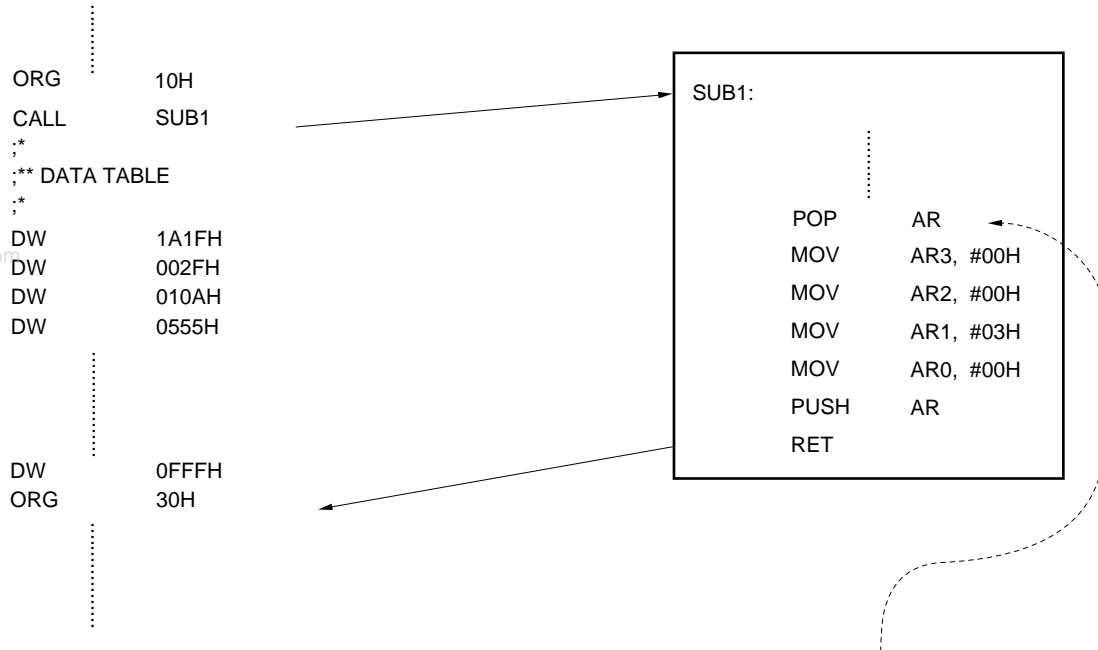 ORG 10H
CALL SUB1
;*
;** DATA TABLE
;*
DW 1A1FH
DW 002FH
DW 010AH
DW 0555H
DW 0FFFH
ORG 30H
SUB1:
POP AR
MOV AR3, #00H
MOV AR2, #00H
MOV AR1, #03H
MOV AR0, #00H
PUSH AR
RET